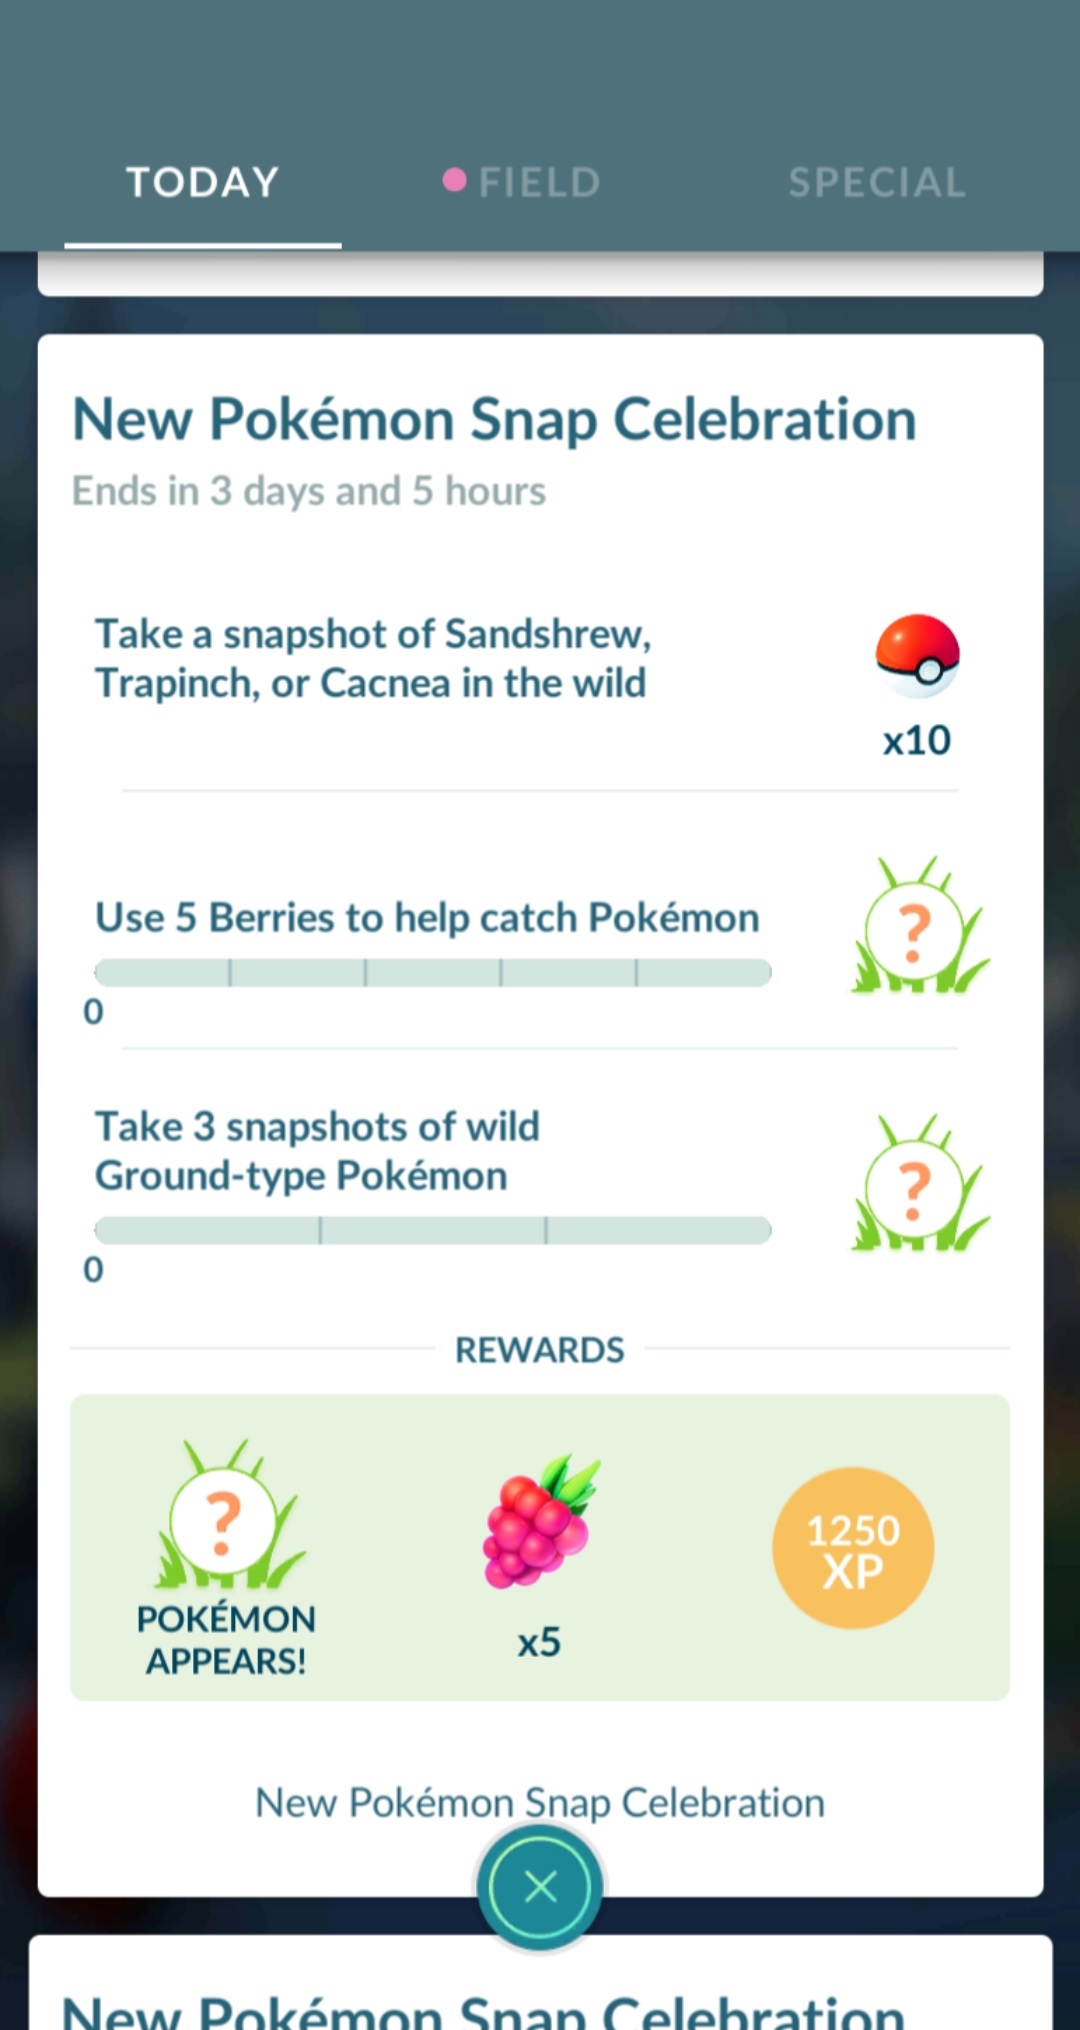 TODAY
FIELD
SPECIAL
New Pokémon Snap Celebration
Ends in 3 days and 5 hours
Take a snapshot of Sandshrew,
Trapinch, or Cacnea in the wild
x10
Use 5 Berries to help catch Pokémon
?
0
Take 3 snapshots of wild
Ground-type Pokémon
?
0
REWARDS
?
POKÉMON
APPEARS!
x5
1250
XP
New Pokémon Snap Celebration
New Pokémon Snap Celebration